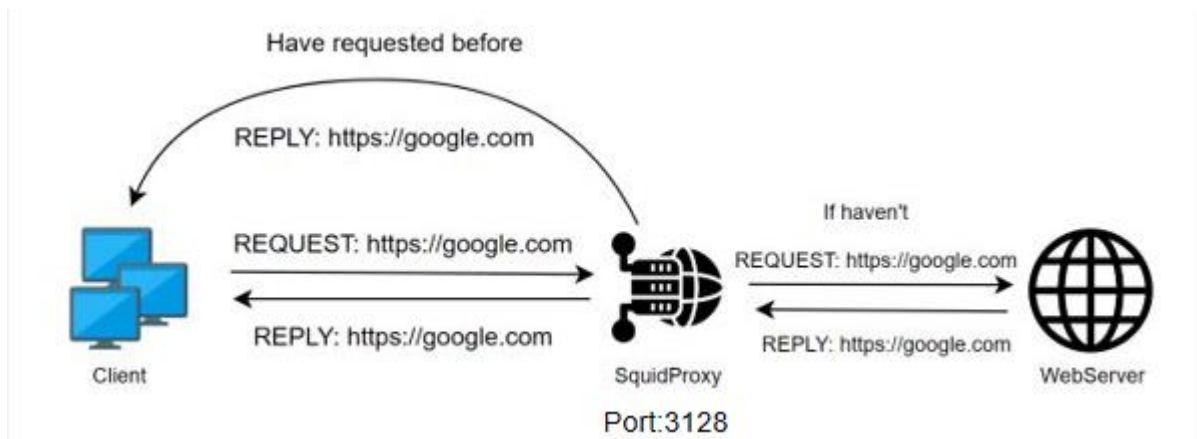 Have requested before
REPLY: https://google.com
If haven't
REQUEST: https://google.com
REQUEST: https://google.com
REPLY: https://google.com
REPLY: https://google.com
Client
SquidProxy
WebServer
Port:3128